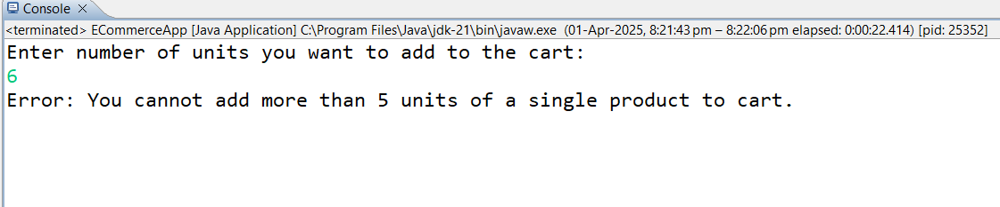 Console
<terminated> ECommerceApp [Java Application] C:\Program Files\Java\jdk-21\bin\javaw.exe (01-Apr-2025, 8:21:43 pm – 8:22:06 pm elapsed: 0:00:22.414) [pid: 25352]
Enter number of units you want to add to the cart:
6
Error: You cannot add more than 5 units of a single product to cart.